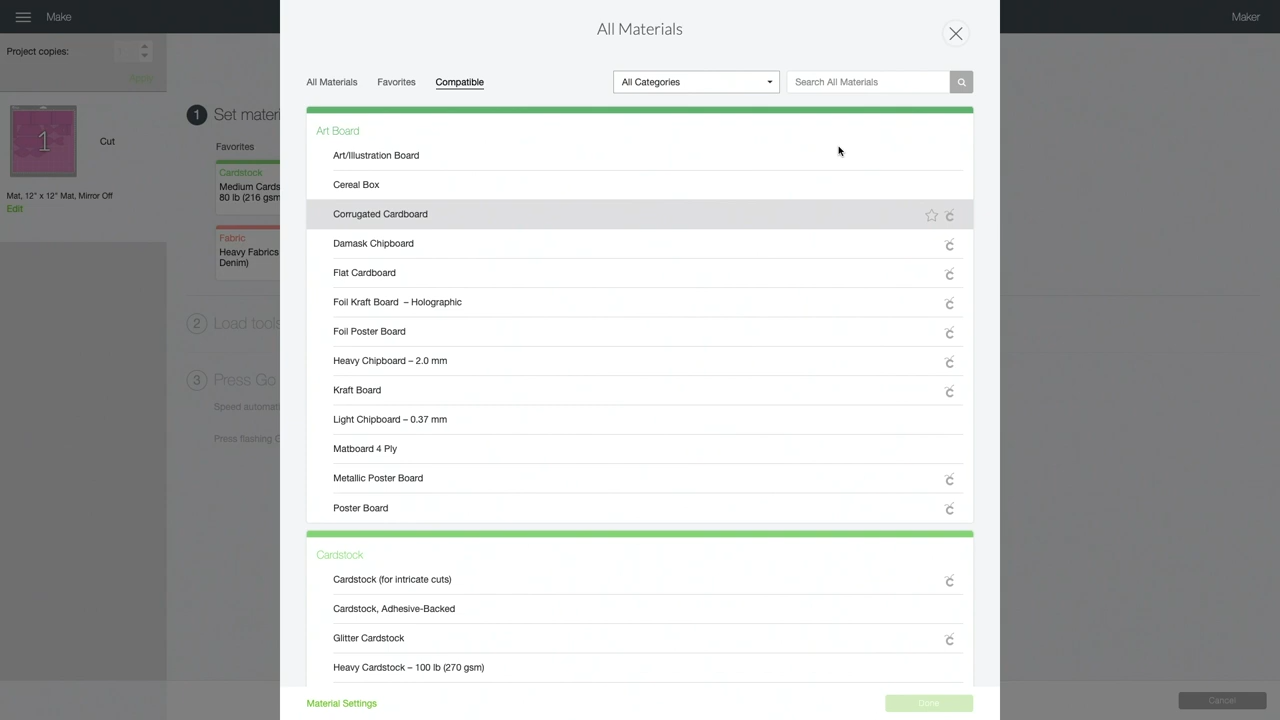 Make
All Materials
Maker
Project copies:
Apply
1
Cut
Mat, 12" x 12" Mat, Mirror Off
Edit
1 Set materi
Favorites
Cardstock
Medium Cards
80 lb (216 gsm
Fabric
Heavy Fabrics
Denim)
2 Load tools
3 Press Go
Speed automati
Press flashing G
All Materials Favorites Compatible
All Categories
Search All Materials
Art Board
Art/Illustration Board
Cereal Box
Corrugated Cardboard
Damask Chipboard
Flat Cardboard
Foil Kraft Board – Holographic
Foil Poster Board
Heavy Chipboard – 2.0 mm
Kraft Board
Light Chipboard – 0.37 mm
Matboard 4 Ply
Metallic Poster Board
Poster Board
Cardstock
Cardstock (for intricate cuts)
Cardstock, Adhesive-Backed
Glitter Cardstock
Heavy Cardstock – 100 lb (270 gsm)
Material Settings
Done
Cancel